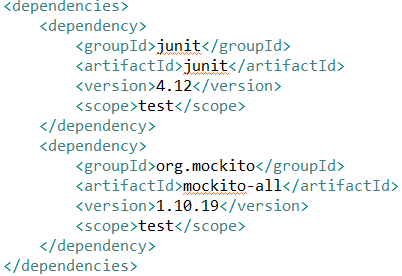 <dependencies>
    <dependency>
        <groupId>junit</groupId>
        <artifactId>junit</artifactId>
        <version>4.12</version>
        <scope>test</scope>
    </dependency>
    <dependency>
        <groupId>org.mockito</groupId>
        <artifactId>mockito-all</artifactId>
        <version>1.10.19</version>
        <scope>test</scope>
    </dependency>
</dependencies>